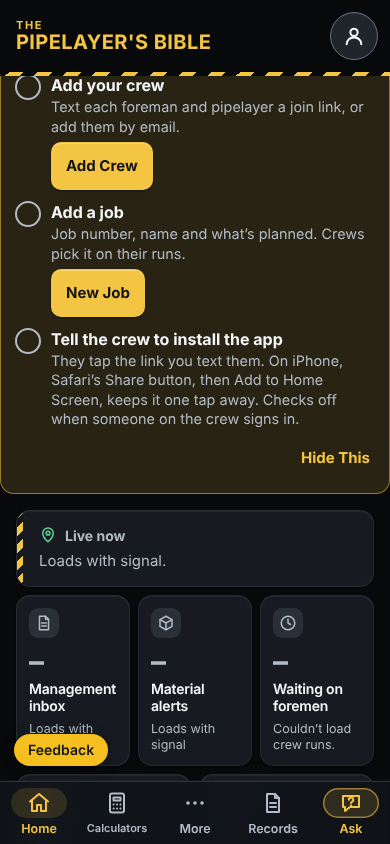 THE
PIPELAYER'S BIBLE
Add your crew
Text each foreman and pipelayer a join link, or
add them by email.
Add Crew
Add a job
Job number, name and what's planned. Crews
pick it on their runs.
New Job
Tell the crew to install the app
They tap the link you text them. On iPhone,
Safari's Share button, then Add to Home
Screen, keeps it one tap away. Checks off
when someone on the crew signs in.
Hide This
Live now
Loads with signal.
Management
inbox
Loads with
Material
alerts
Loads with
signal
Waiting on
foremen
Couldn't load
crew runs.
Feedback
Home
Calculators
More
Records
Ask